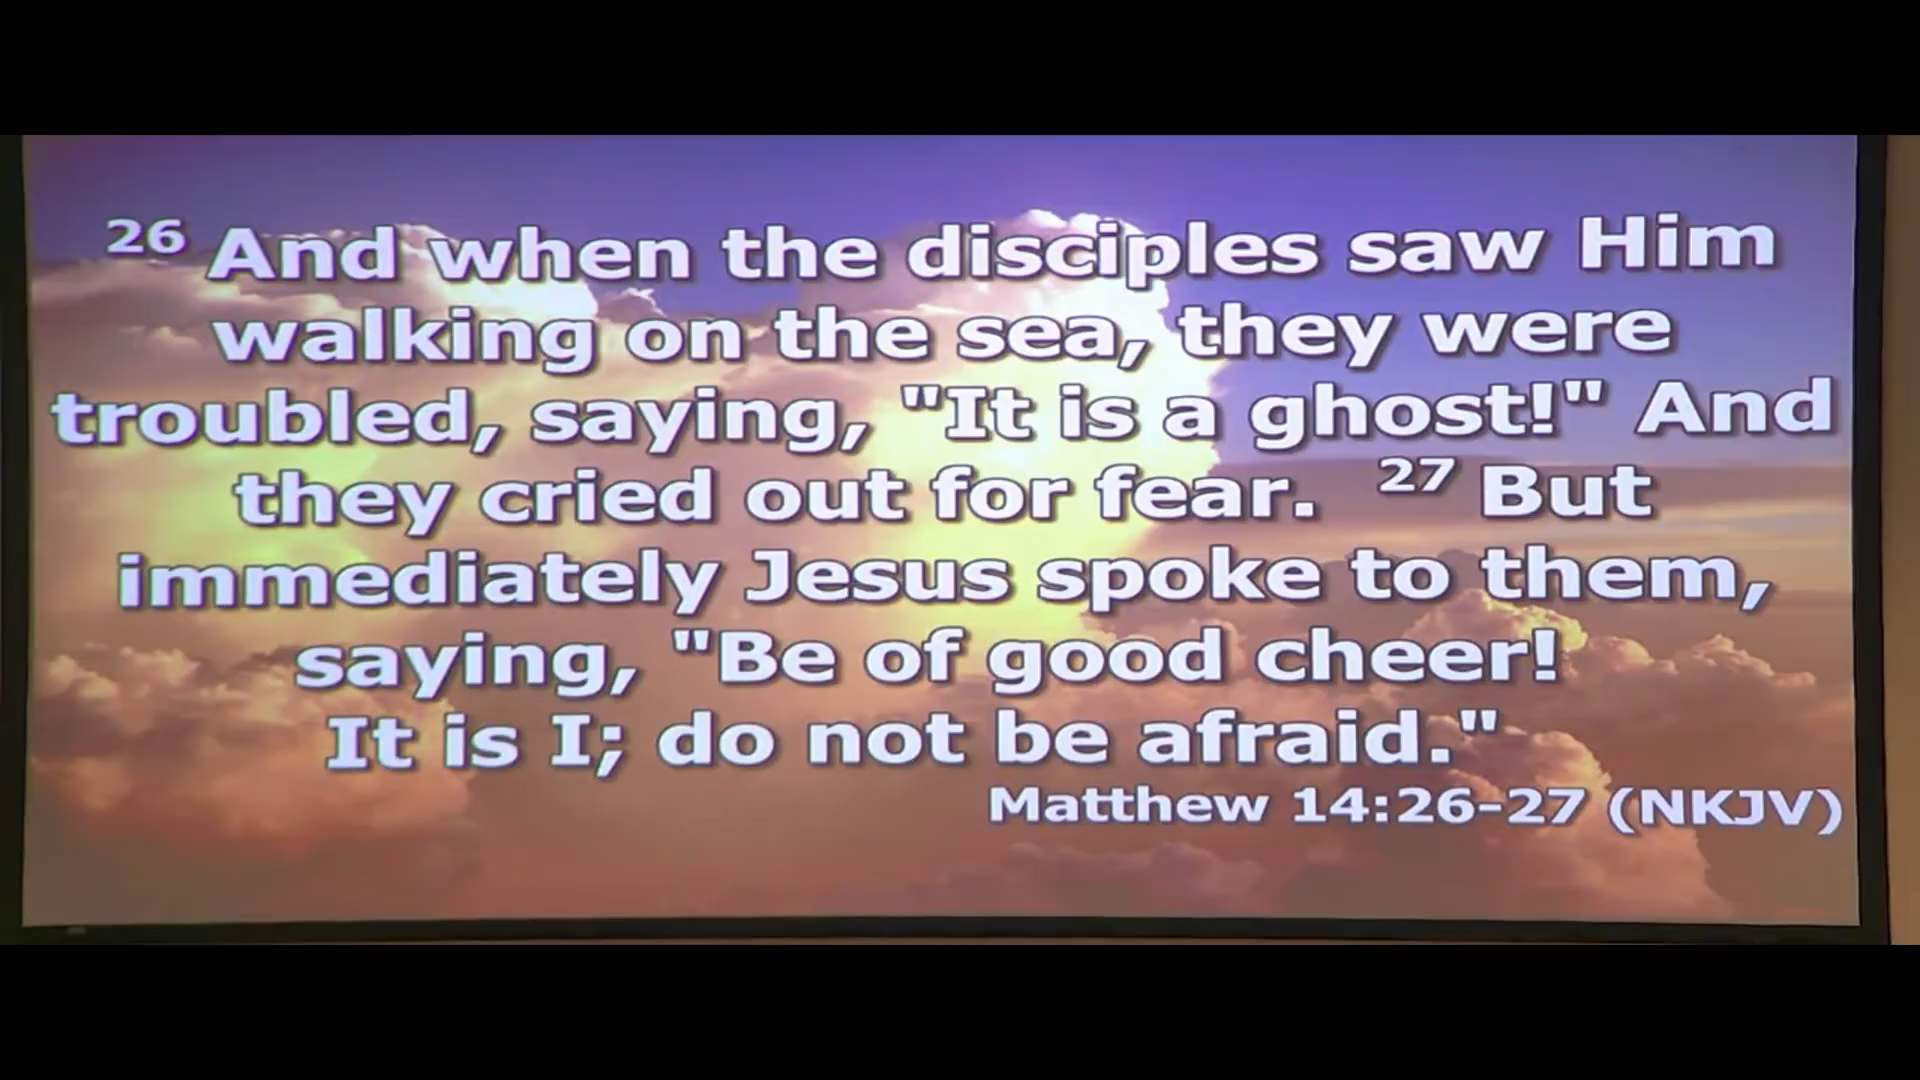 26 And when the disciples saw Him
walking on the sea, they were
troubled, saying, "It is a ghost!" And
they cried out for fear. 27 But
immediately Jesus spoke to them,
saying, "Be of good cheer!
It is I; do not be afraid."
Matthew 14:26-27 (NKJV)